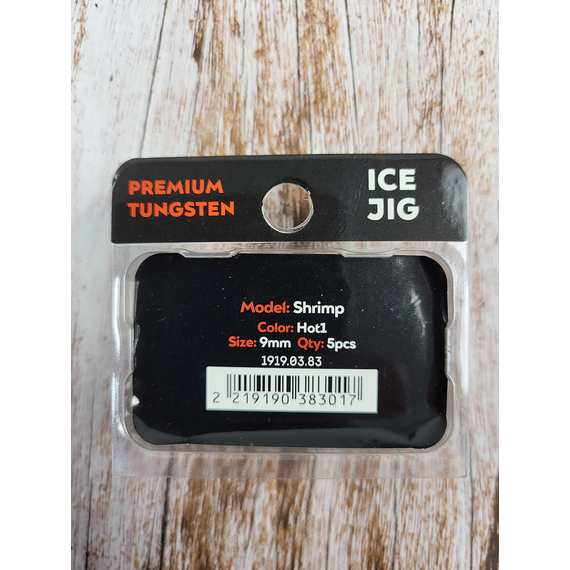 PREMIUM
TUNGSTEN
ICE
JIG
Model: Shrimp
Color: Hot1
Size: 9mm Qty: 5pcs
1919.03.83
2 219190 383017